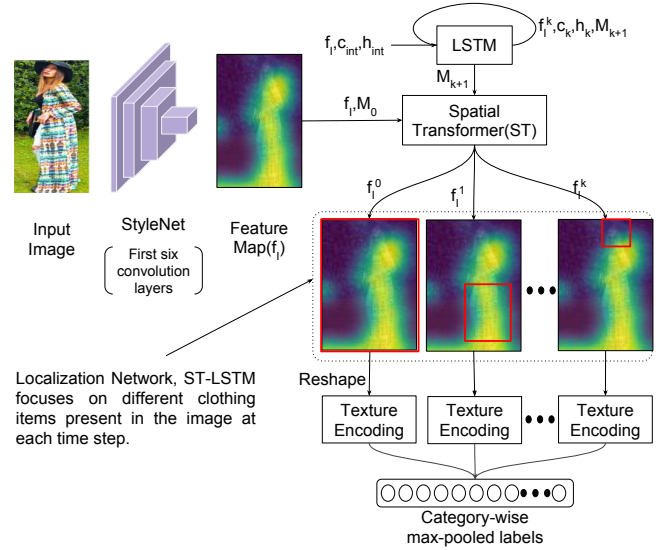 f_l^k,c_k,h_k,M_{k+1}
f_l,c_int,h_int
LSTM
M_{k+1}
f_l,M_0
Spatial
Transformer(ST)
f_l^0
f_l^1
f_l^k
Input
Image
StyleNet
First six
convolution
layers
Feature
Map(f_l)
Localization Network, ST-LSTM
focuses on different clothing
items present in the image at
each time step.
Reshape
Texture
Encoding
Texture
Encoding
Texture
Encoding
Category-wise
max-pooled labels